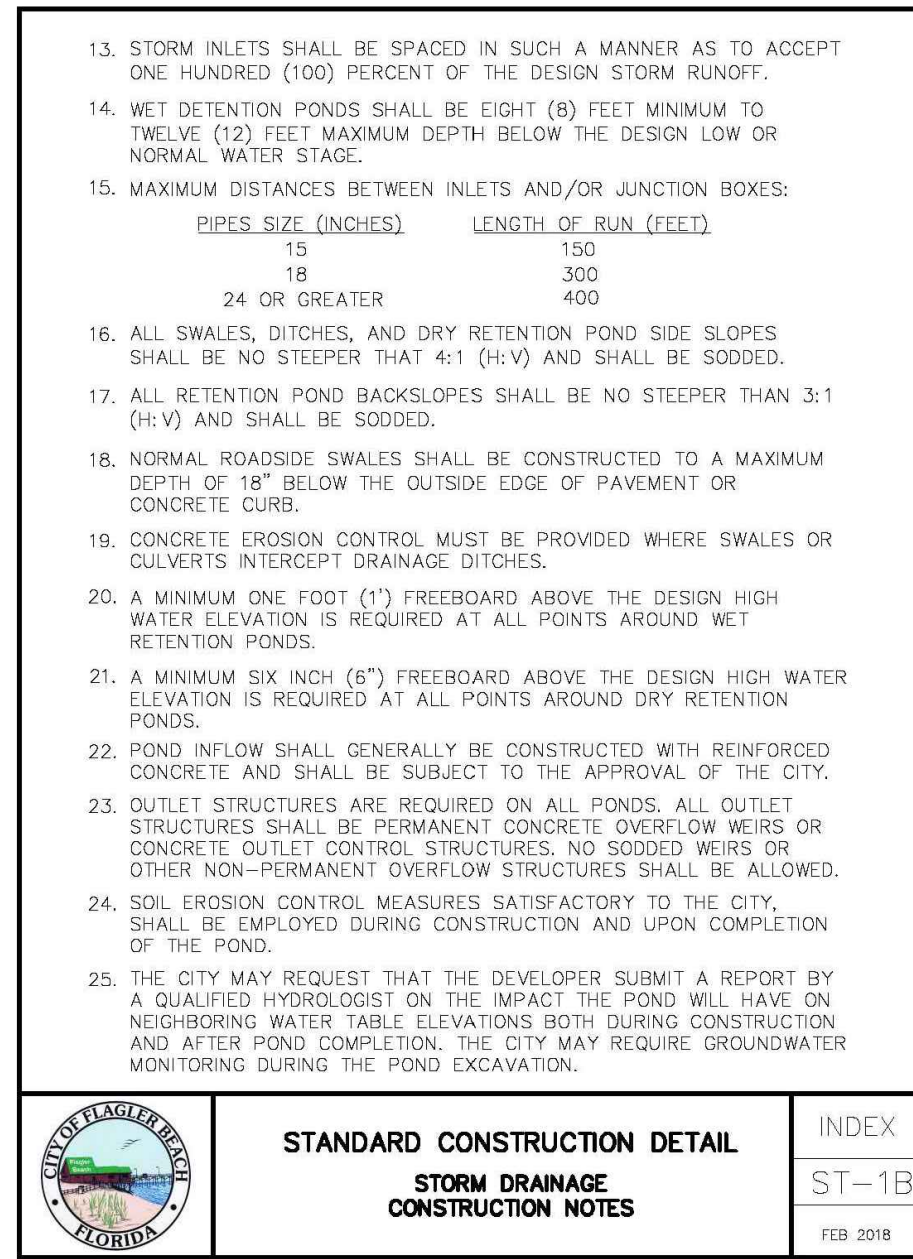 13. STORM INLETS SHALL BE SPACED IN SUCH A MANNER AS TO ACCEPT
ONE HUNDRED (100) PERCENT OF THE DESIGN STORM RUNOFF.
14. WET DETENTION PONDS SHALL BE EIGHT (8) FEET MINIMUM TO
TWELVE (12) FEET MAXIMUM DEPTH BELOW THE DESIGN LOW OR
NORMAL WATER STAGE.
15. MAXIMUM DISTANCES BETWEEN INLETS AND/OR JUNCTION BOXES:
PIPES SIZE (INCHES) LENGTH OF RUN (FEET)
15 150
18 300
24 OR GREATER 400
16. ALL SWALES, DITCHES, AND DRY RETENTION POND SIDE SLOPES
SHALL BE NO STEEPER THAT 4:1 (H:V) AND SHALL BE SODDED.
17. ALL RETENTION POND BACKSLOPES SHALL BE NO STEEPER THAN 3:1
(H:V) AND SHALL BE SODDED.
18. NORMAL ROADSIDE SWALES SHALL BE CONSTRUCTED TO A MAXIMUM
DEPTH OF 18" BELOW THE OUTSIDE EDGE OF PAVEMENT OR
CONCRETE CURB.
19. CONCRETE EROSION CONTROL MUST BE PROVIDED WHERE SWALES OR
CULVERTS INTERCEPT DRAINAGE DITCHES.
20. A MINIMUM ONE FOOT (1') FREEBOARD ABOVE THE DESIGN HIGH
WATER ELEVATION IS REQUIRED AT ALL POINTS AROUND WET
RETENTION PONDS.
21. A MINIMUM SIX INCH (6") FREEBOARD ABOVE THE DESIGN HIGH WATER
ELEVATION IS REQUIRED AT ALL POINTS AROUND DRY RETENTION
PONDS.
22. POND INFLOW SHALL GENERALLY BE CONSTRUCTED WITH REINFORCED
CONCRETE AND SHALL BE SUBJECT TO THE APPROVAL OF THE CITY.
23. OUTLET STRUCTURES ARE REQUIRED ON ALL PONDS. ALL OUTLET
STRUCTURES SHALL BE PERMANENT CONCRETE OVERFLOW WEIRS OR
CONCRETE OUTLET CONTROL STRUCTURES. NO SODDED WEIRS OR
OTHER NON-PERMANENT OVERFLOW STRUCTURES SHALL BE ALLOWED.
24. SOIL EROSION CONTROL MEASURES SATISFACTORY TO THE CITY,
SHALL BE EMPLOYED DURING CONSTRUCTION AND UPON COMPLETION
OF THE POND.
25. THE CITY MAY REQUEST THAT THE DEVELOPER SUBMIT A REPORT BY
A QUALIFIED HYDROLOGIST ON THE IMPACT THE POND WILL HAVE ON
NEIGHBORING WATER TABLE ELEVATIONS BOTH DURING CONSTRUCTION
AND AFTER POND COMPLETION. THE CITY MAY REQUIRE GROUNDWATER
MONITORING DURING THE POND EXCAVATION.
CITY OF FLAGLER BEACH
Flagler
Beach
FLORIDA
STANDARD CONSTRUCTION DETAIL
STORM DRAINAGE
CONSTRUCTION NOTES
INDEX
ST-1B
FEB 2018